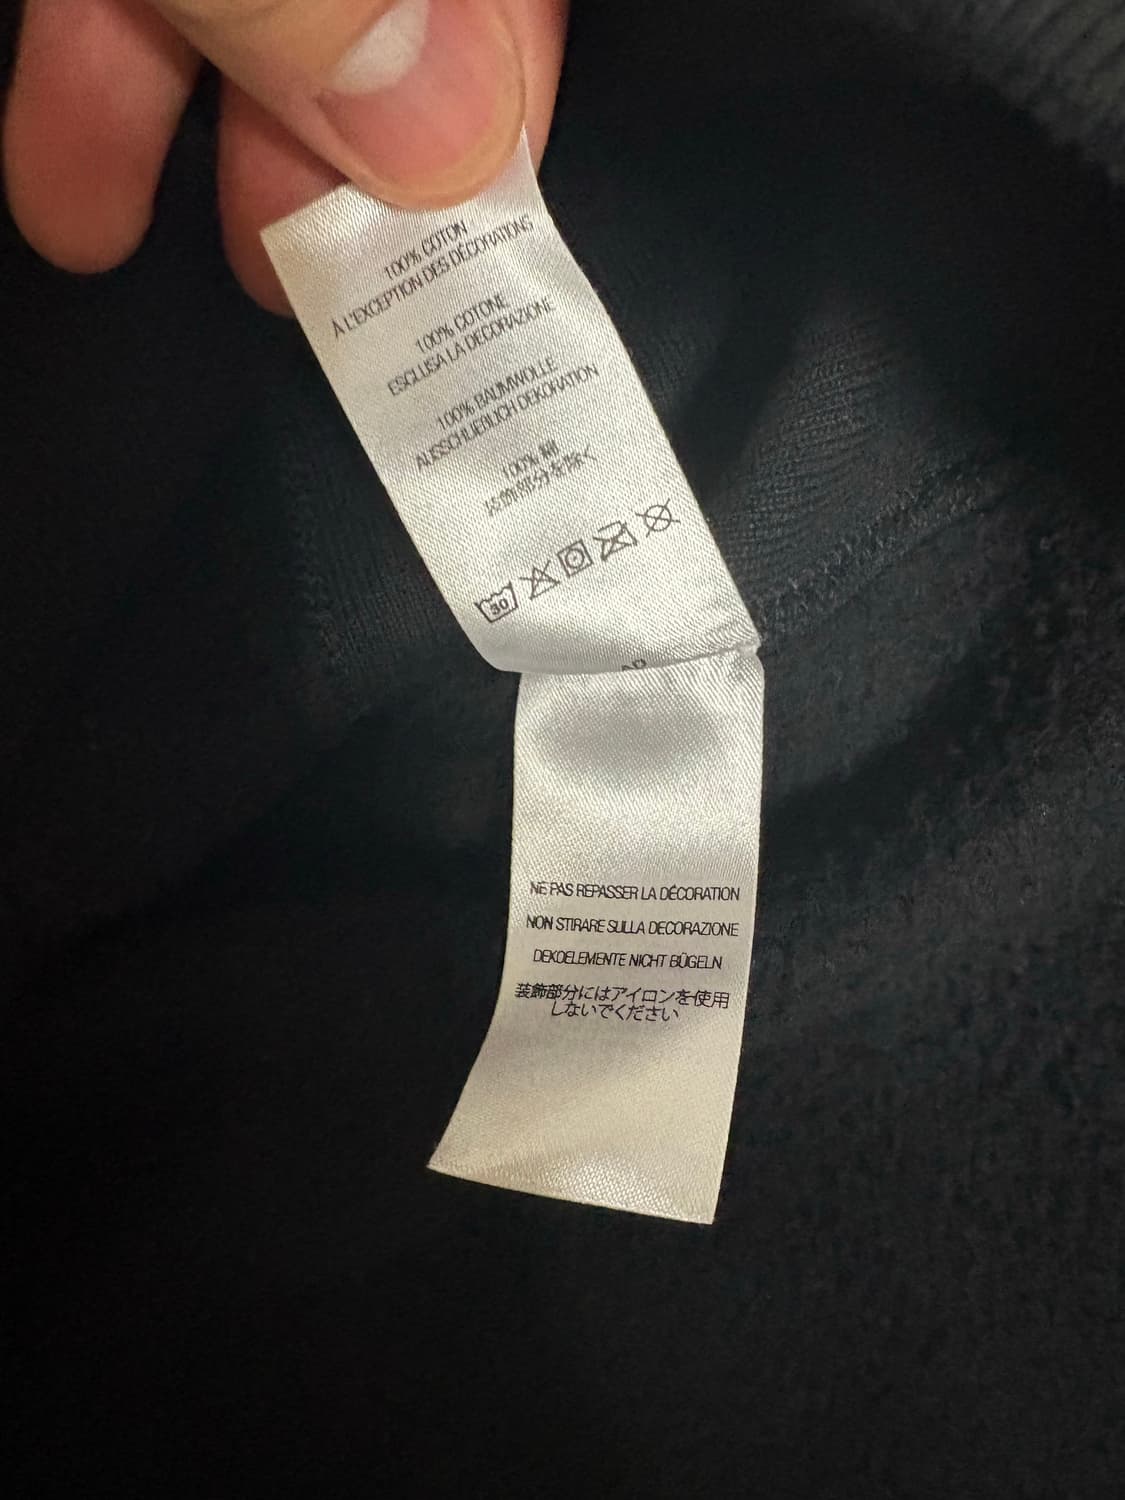 100% COTON
À L'EXCEPTION DES DÉCORATIONS
100% COTONE
ESCLUSA LA DECORAZIONE
100% BAUMWOLLE
AUSSCHLIEßLICH DEKORATION
100% 綿
装飾部分を除く
30
NE PAS REPASSER LA DÉCORATION
NON STIRARE SULLA DECORAZIONE
DEKOELEMENTE NICHT BÜGELN
装飾部分にはアイロンを使用
しないでください